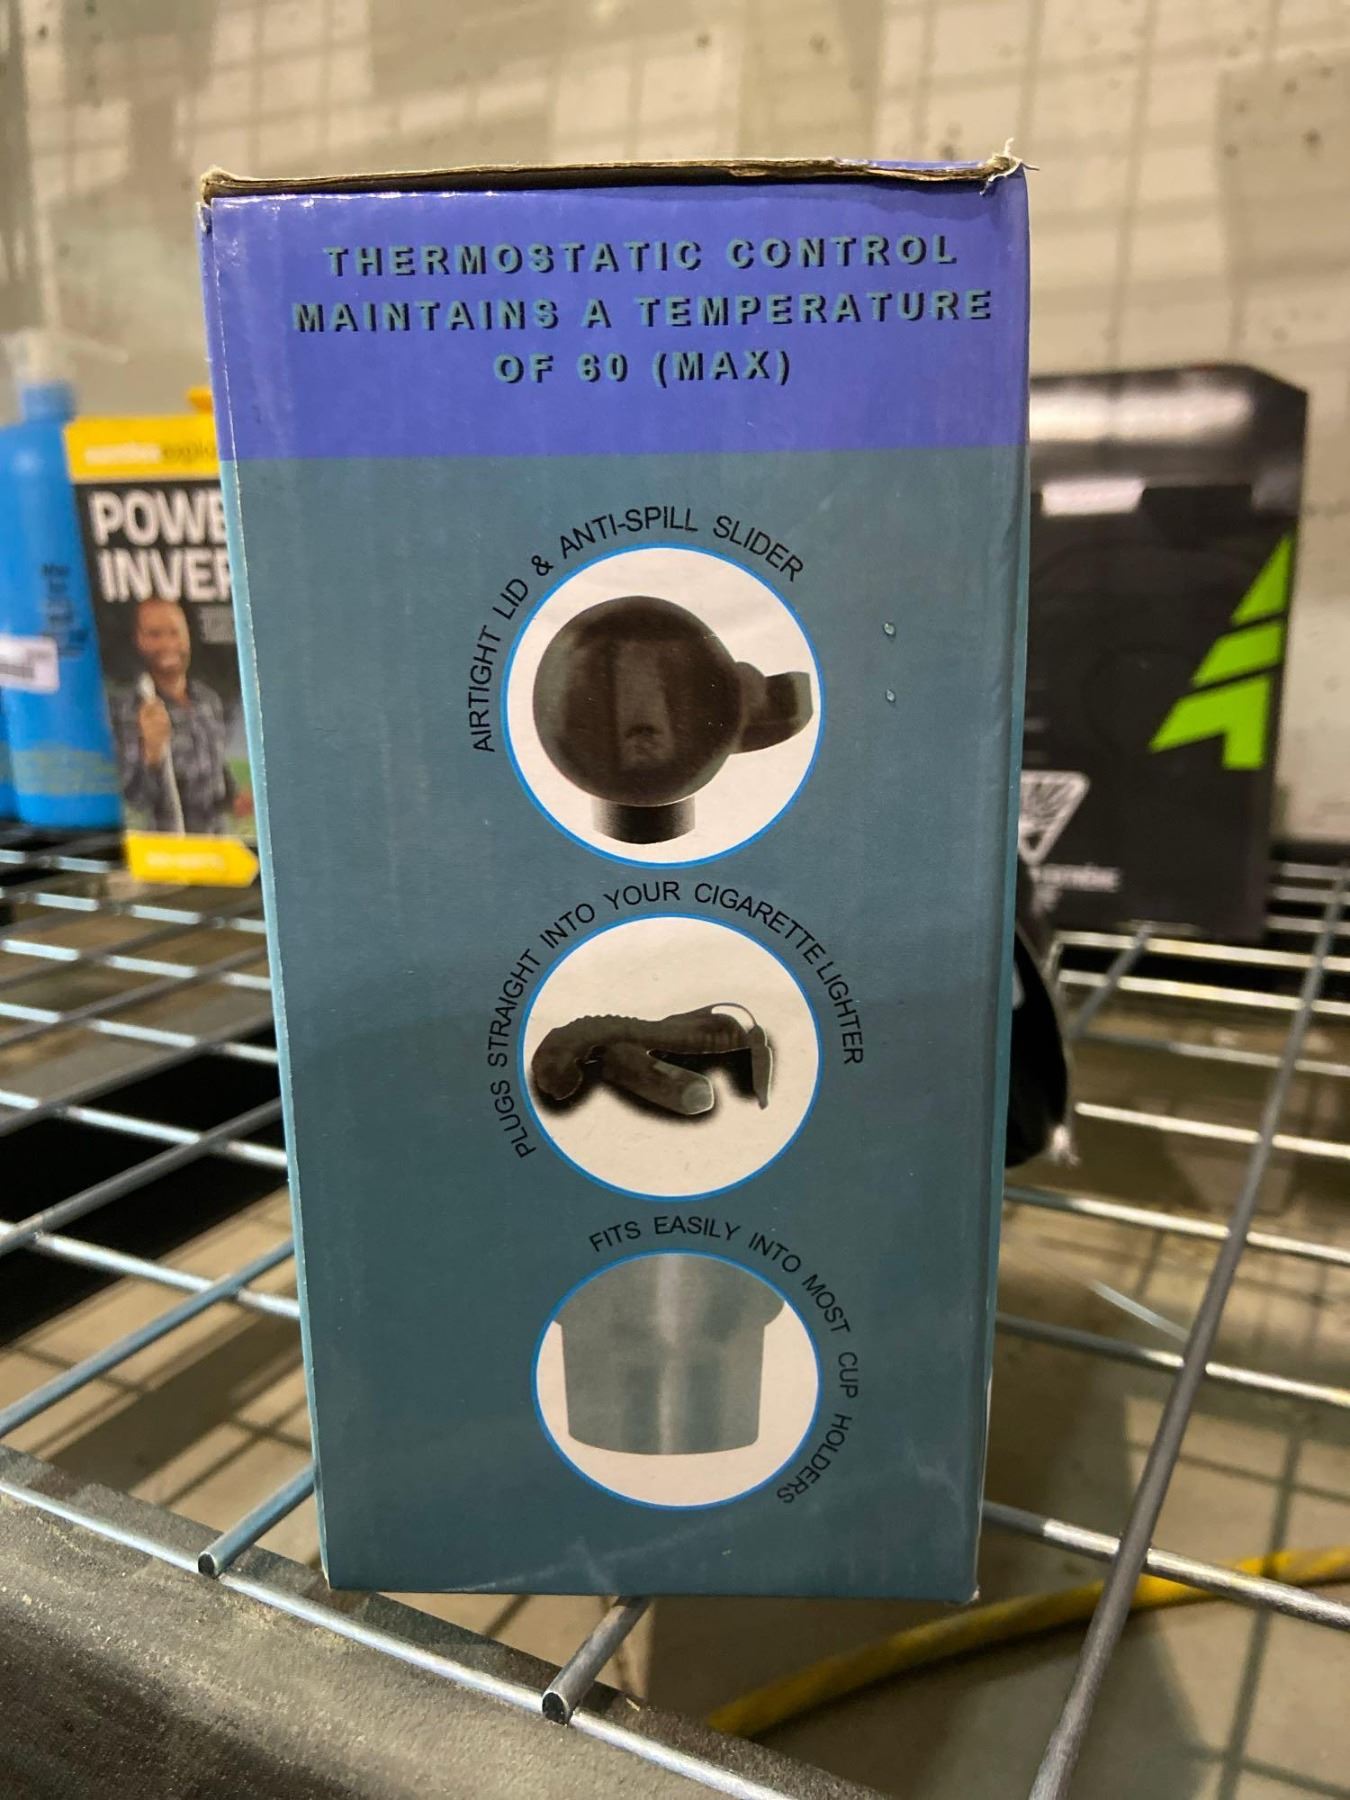 THERMOSTATIC CONTROL
MAINTAINS A TEMPERATURE
OF 60 (MAX)
AIRTIGHT LID & ANTI-SPILL SLIDER
PLUGS STRAIGHT INTO YOUR CIGARETTE LIGHTER
FITS EASILY INTO MOST CUP HOLDERS
POWE
INVER